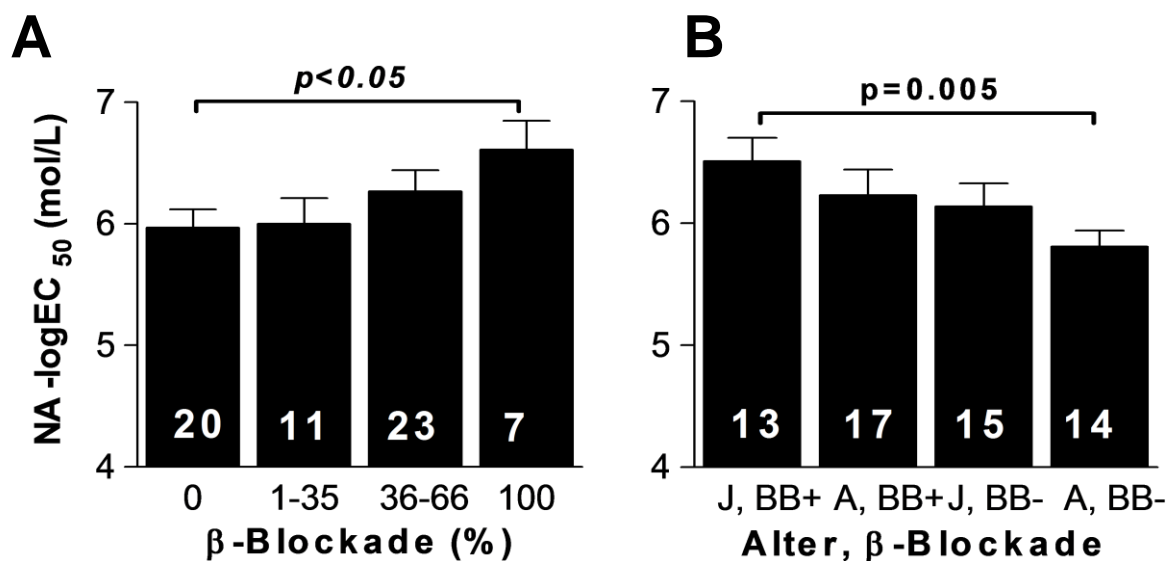 A
p<0.05
NA -logEC 50 (mol/L)
7
6
5
4
20 11 23 7
0 1-35 36-66 100
β-Blockade (%)
B
p=0.005
7
6
5
4
13 17 15 14
J, BB+ A, BB+ J, BB- A, BB-
Alter, β-Blockade